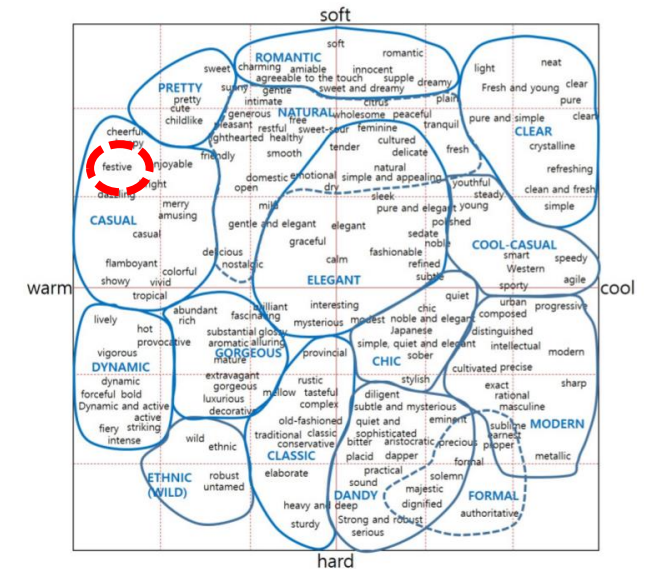 soft
ROMANTIC
soft
romantic
sweet
charming
amiable
innocent
agreeable to the touch
supple
dreamy
sweet and dreamy
light
neat
Fresh and young
clear
pure
PRETTY
pretty
cute
childlike
sunny
gentle
intimate
generous
NATURAL
free
citrus
wholesome
peaceful
plain
pleasant
restful
sweet-sour
feminine
tranquil
pure and simple
clean
CLEAR
cheerful
lighthearted
healthy
cultured
tender
delicate
fresh
crystalline
festive
enjoyable
friendly
smooth
natural
refreshing
dazzling
domestic
emotional
simple and appealing
open
dry
youthful
steady
clean and fresh
CASUAL
merry
amusing
mild
sleek
pure and elegant
young
simple
casual
gentle and elegant
elegant
polished
sedate
graceful
noble
COOL-CASUAL
delicious
nostalgic
calm
fashionable
refined
smart
Western
speedy
flamboyant
colorful
showy
vivid
ELEGANT
subtle
agile
sporty
warm
cool
tropical
quiet
lively
abundant
rich
brilliant
fascinating
interesting
chic
urban
composed
progressive
hot
provocative
substantial
glossy
mysterious
modest
noble and elegant
Japanese
distinguished
aromatic
alluring
simple, quiet and elegant
intellectual
vigorous
GORGEOUS
mature
provincial
CHIC
sober
modern
DYNAMIC
dynamic
extravagant
gorgeous
rustic
stylish
cultivated
precise
exact
sharp
forceful
bold
luxurious
mellow
tasteful
diligent
rational
Dynamic and active
decorative
complex
subtle and mysterious
masculine
active
fiery
striking
old-fashioned
quiet and
eminent
sublime
MODERN
intense
wild
ethnic
traditional
classic
sophisticated
earnest
conservative
bitter
aristocratic
precious
proper
CLASSIC
placid
dapper
formal
metallic
ETHNIC
(WILD)
robust
untamed
elaborate
practical
sound
solemn
majestic
DANDY
FORMAL
heavy and deep
dignified
authoritative
sturdy
Strong and robust
serious
hard